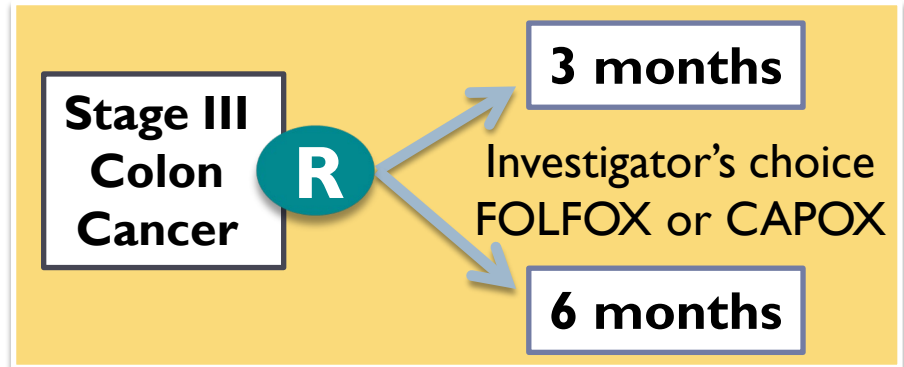 Stage III
Colon
Cancer
R
3 months
Investigator’s choice
FOLFOX or CAPOX
6 months